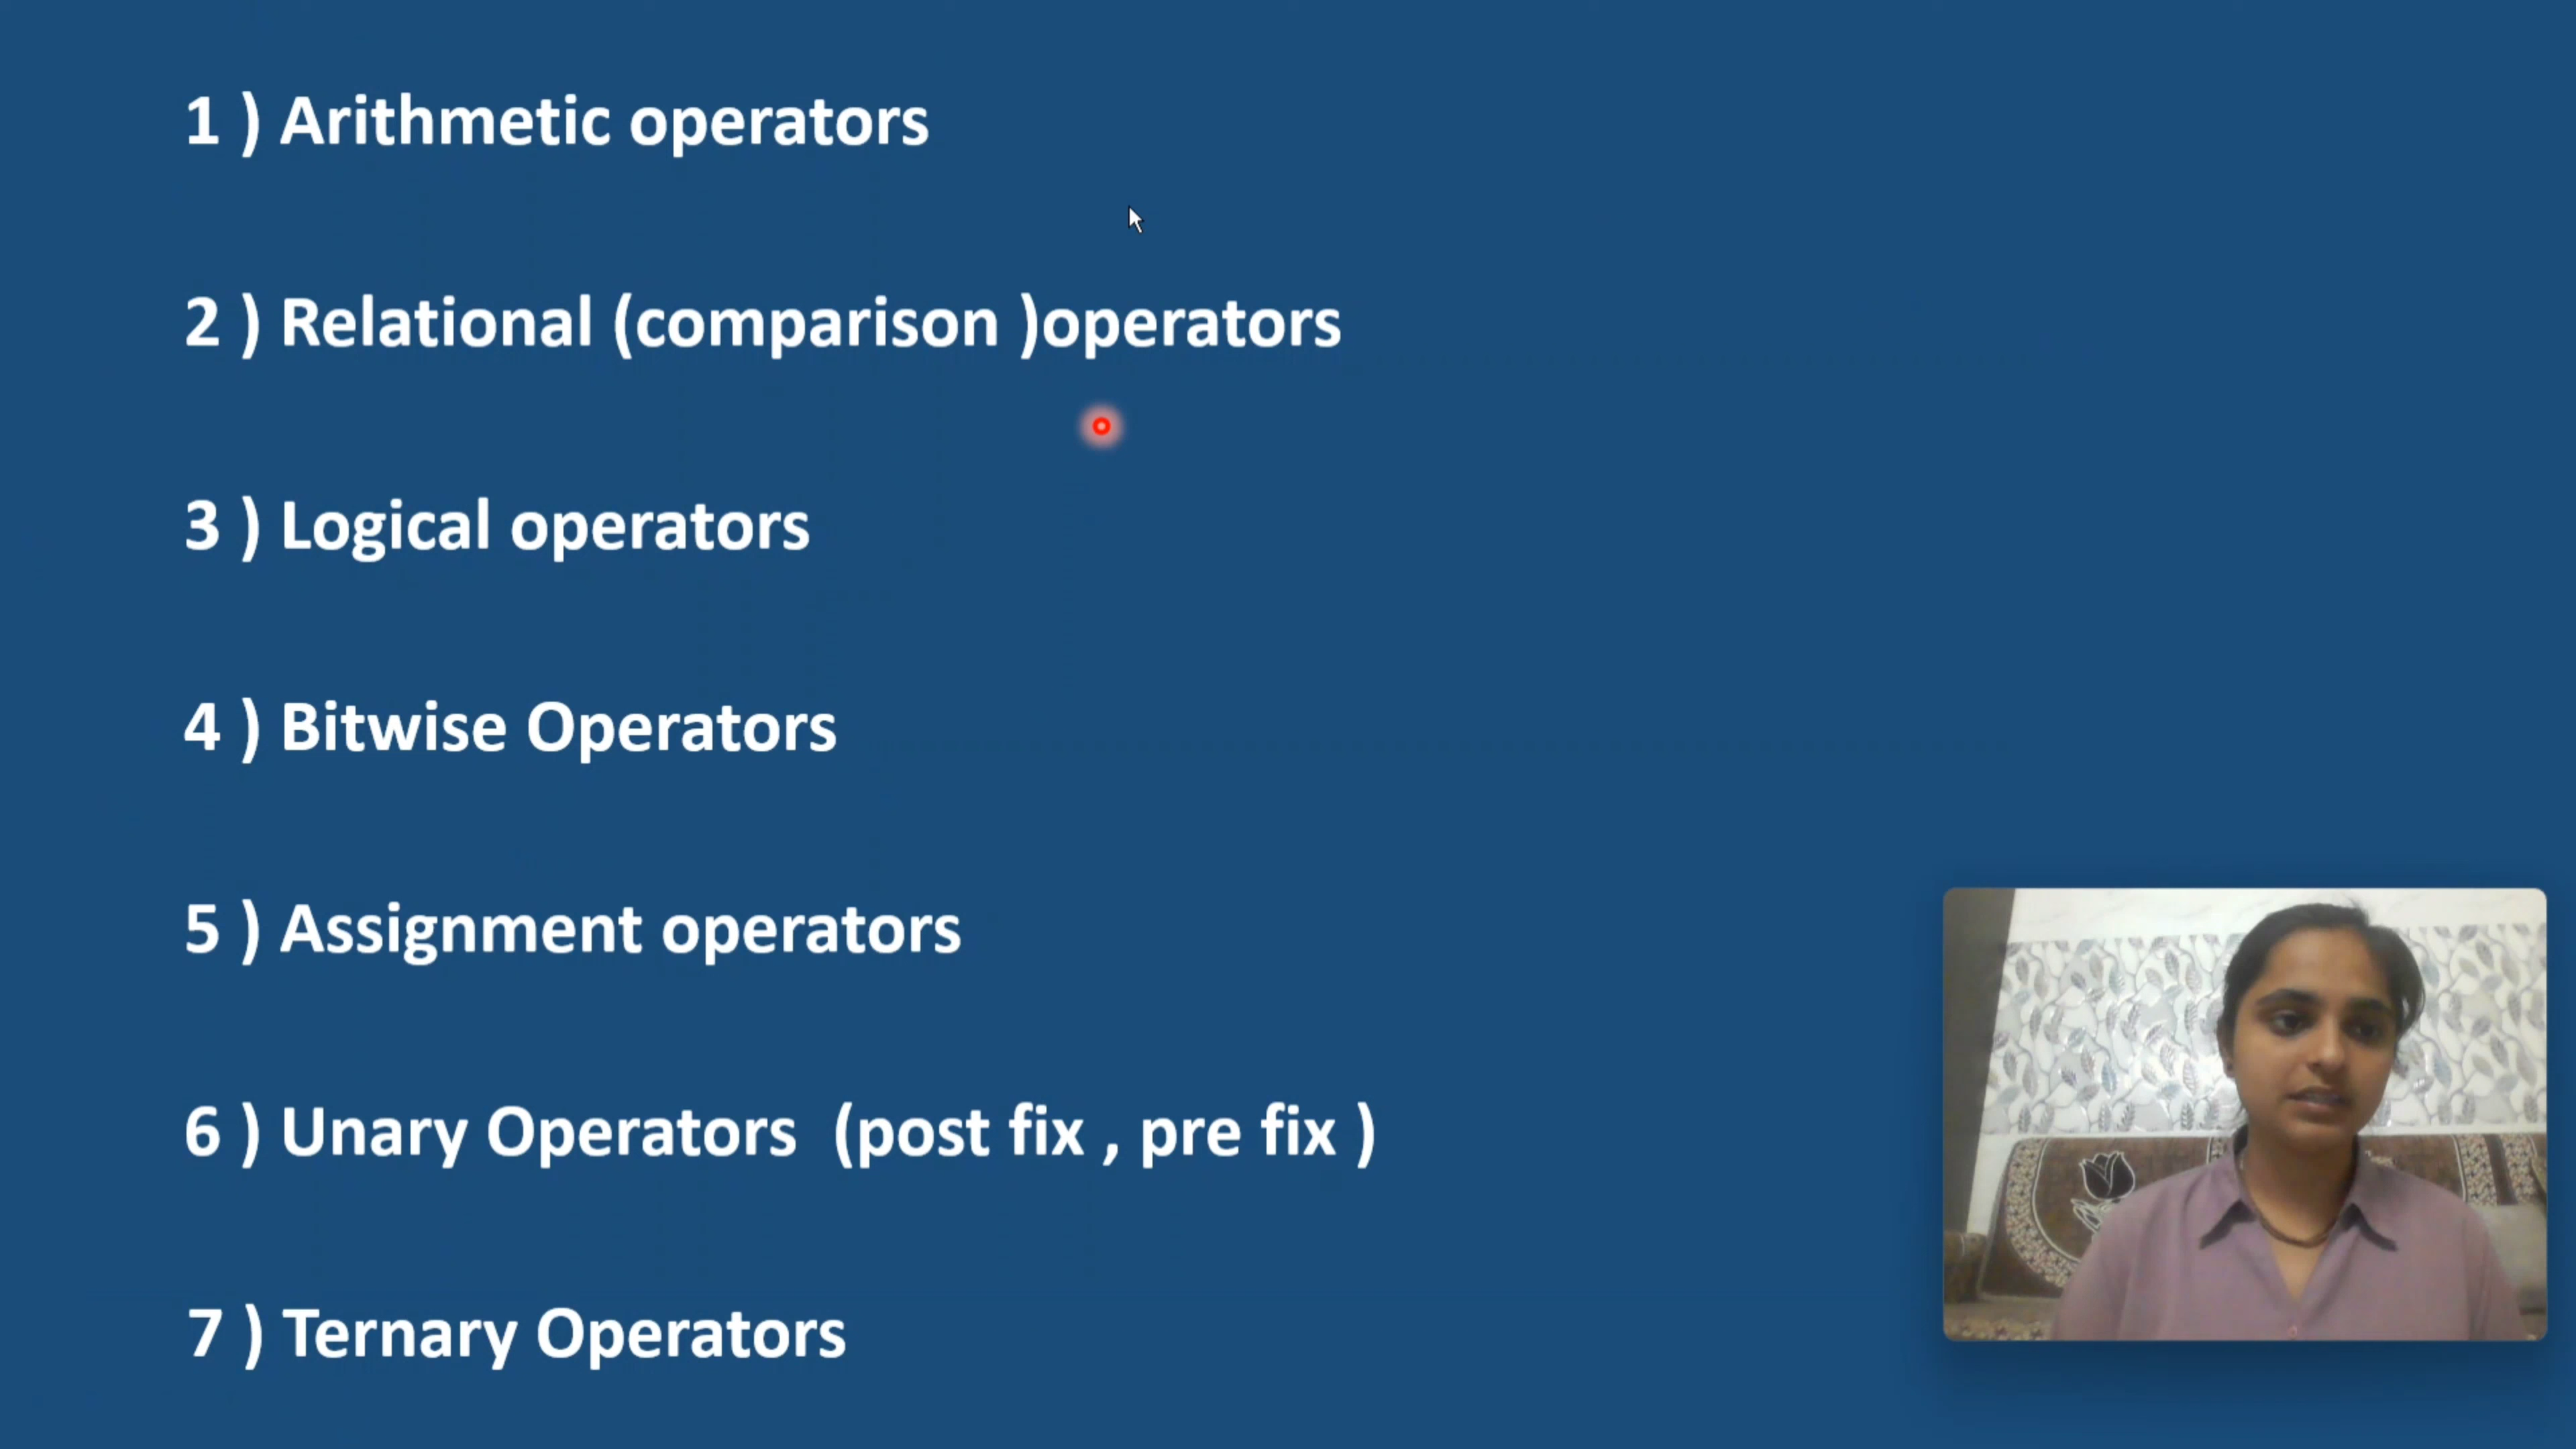 1 ) Arithmetic operators
2 ) Relational (comparison )operators
3 ) Logical operators
4 ) Bitwise Operators
5 ) Assignment operators
6 ) Unary Operators  (post fix , pre fix )
7 ) Ternary Operators